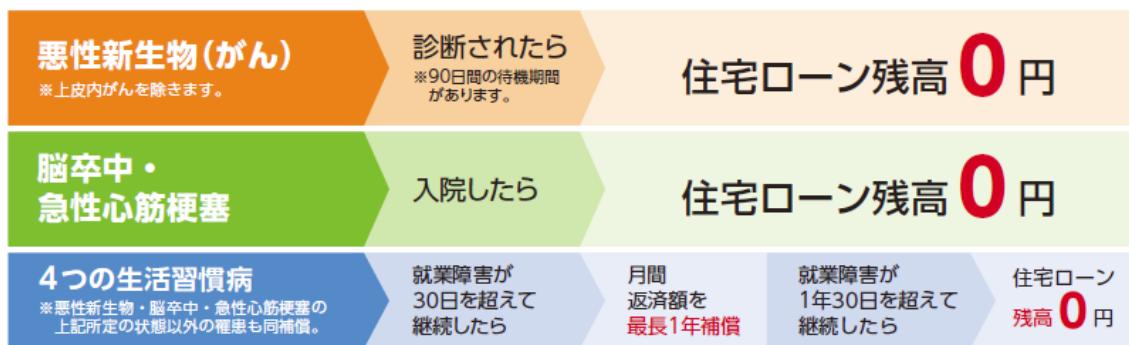 悪性新生物(がん)
※上皮内がんを除きます。
診断されたら
※90日間の待機期間
があります。
住宅ローン残高0円
脳卒中・
急性心筋梗塞
入院したら
住宅ローン残高0円
4つの生活習慣病
※悪性新生物・脳卒中・急性心筋梗塞の
上記所定の状態以外の罹患も同補償。
就業障害が
30日を超えて
継続したら
月間
返済額を
最長1年補償
就業障害が
1年30日を超えて
継続したら
住宅ローン
残高0円